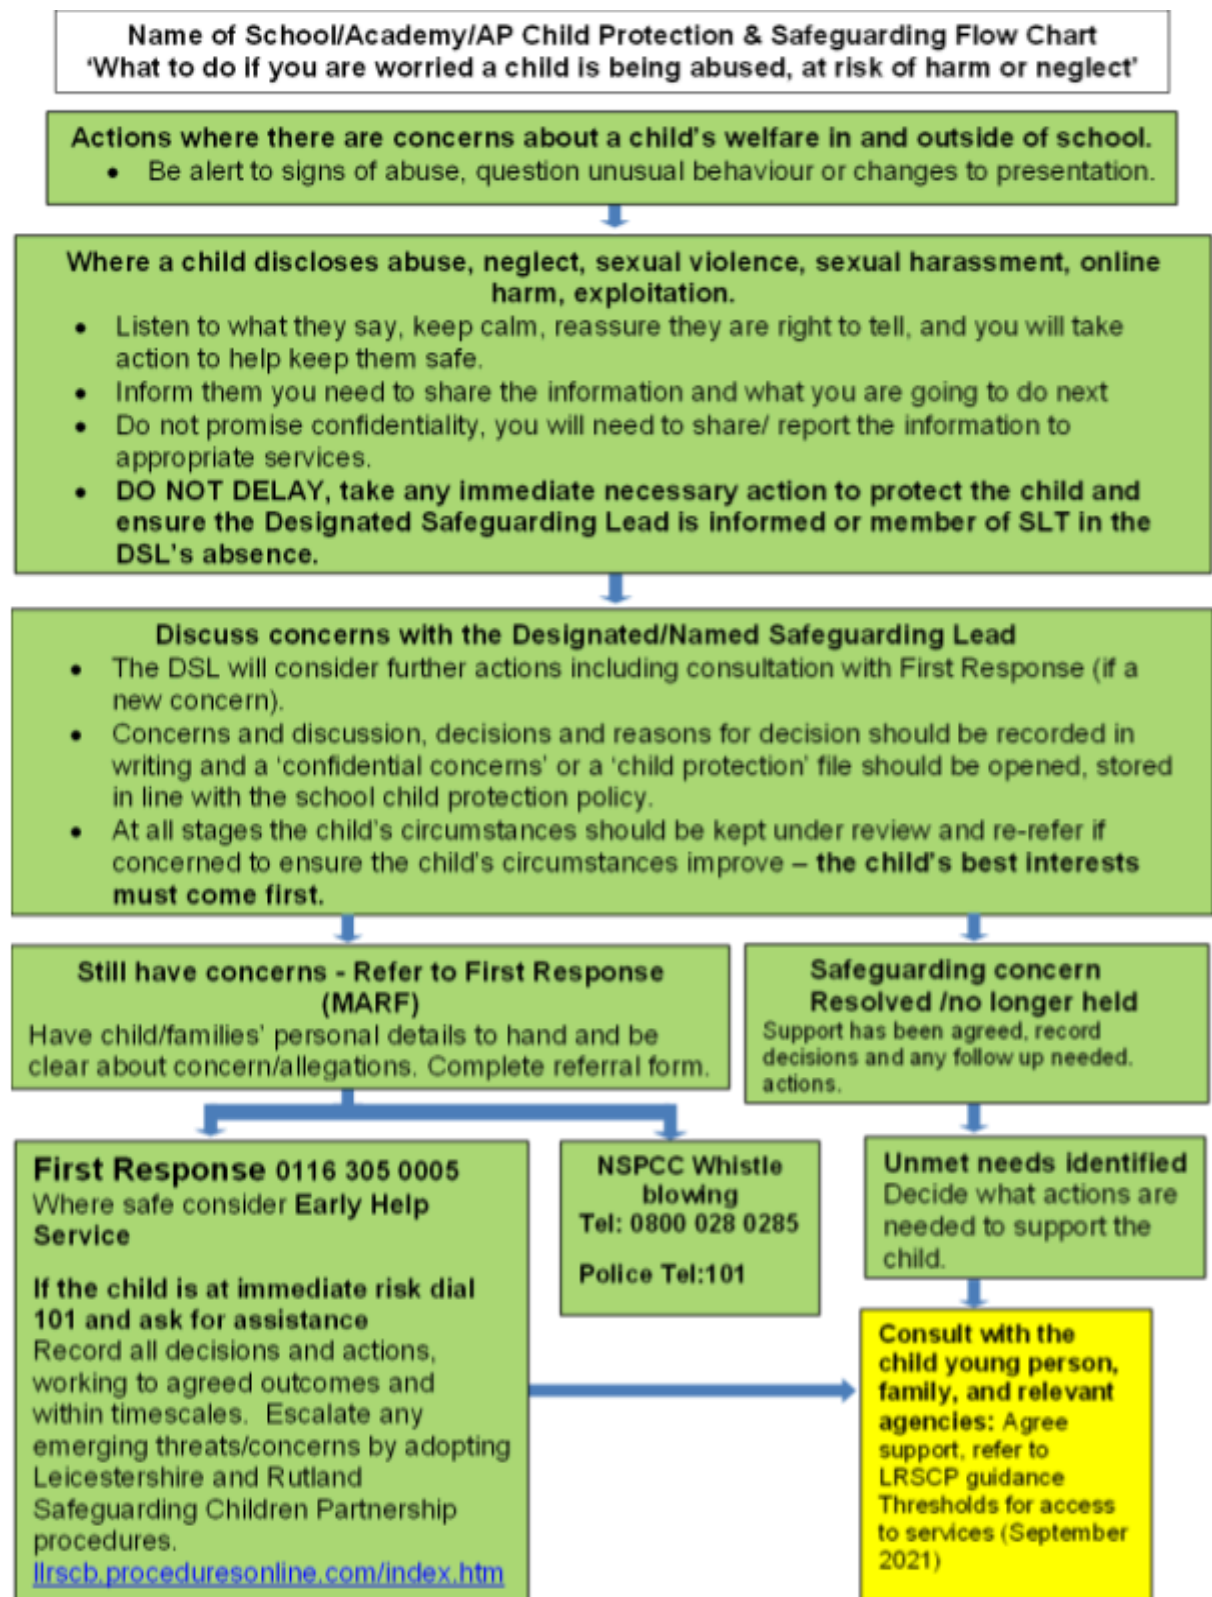 Name of School/Academy/AP Child Protection & Safeguarding Flow Chart
'What to do if you are worried a child is being abused, at risk of harm or neglect'
Actions where there are concerns about a child's welfare in and outside of school.
• Be alert to signs of abuse, question unusual behaviour or changes to presentation.
Where a child discloses abuse, neglect, sexual violence, sexual harassment, online
harm, exploitation.
• Listen to what they say, keep calm, reassure they are right to tell, and you will take
action to help keep them safe.
• Inform them you need to share the information and what you are going to do next
• Do not promise confidentiality, you will need to share/ report the information to
appropriate services.
• DO NOT DELAY, take any immediate necessary action to protect the child and
ensure the Designated Safeguarding Lead is informed or member of SLT in the
DSL's absence.
Discuss concerns with the Designated/Named Safeguarding Lead
• The DSL will consider further actions including consultation with First Response (if a
new concern).
• Concerns and discussion, decisions and reasons for decision should be recorded in
writing and a 'confidential concerns' or a 'child protection' file should be opened, stored
in line with the school child protection policy.
• At all stages the child's circumstances should be kept under review and re-refer if
concerned to ensure the child's circumstances improve – the child's best interests
must come first.
Still have concerns - Refer to First Response
(MARF)
Have child/families' personal details to hand and be
clear about concern/allegations. Complete referral form.
Safeguarding concern
Resolved /no longer held
Support has been agreed, record
decisions and any follow up needed.
actions.
First Response 0116 305 0005
Where safe consider Early Help
Service
If the child is at immediate risk dial
101 and ask for assistance
Record all decisions and actions,
working to agreed outcomes and
within timescales. Escalate any
emerging threats/concerns by adopting
Leicestershire and Rutland
Safeguarding Children Partnership
procedures.
llrscb.proceduresonline.com/index.htm
NSPCC Whistle
blowing
Tel: 0800 028 0285
Police Tel:101
Unmet needs identified
Decide what actions are
needed to support the
child.
Consult with the
child young person,
family, and relevant
agencies: Agree
support, refer to
LRSCP guidance
Thresholds for access
to services (September
2021)